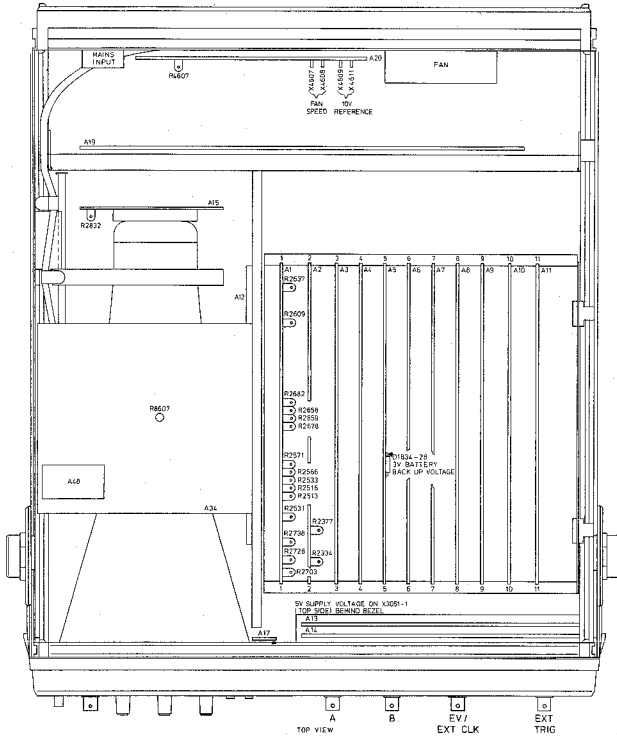 MAINS
INPUT
R4607
X4607
X4608
X4609
X4611
A20
FAN
FAN
SPEED
10V
REFERENCE
A19
A15
R2832
A12
1 2 3 4 5 6 7 8 9 10 11
A1 A2 A3 A4 A5 A6 A7 A8 A9 A10 A11
R2637
R2609
R2682
R2658
R2659
R2678
R8607
R2571
R2566
R2533
R2516
R2513
D1834-28
3V BATTERY
BACK UP VOLTAGE
A48
A34
R2531
R2377
R2738
R2334
R2728
R2703
1 2 3 4 5 6 7 8 9 10 11
5V SUPPLY VOLTAGE ON X3051-1
(TOP SIDE) BEHIND BEZEL
A13
A14
A17
A
B
EV/
EXT CLK
EXT
TRIG
TOP VIEW